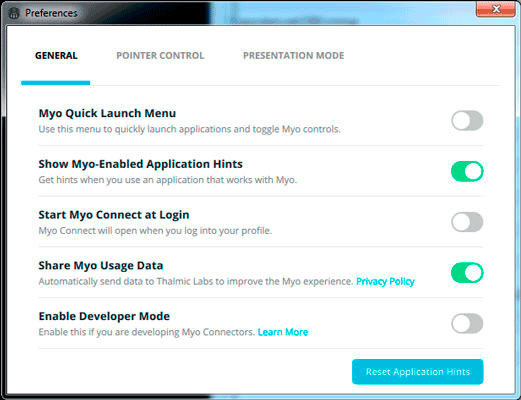 Preferences
GENERAL POINTER CONTROL PRESENTATION MODE
Myo Quick Launch Menu
Use this menu to quickly launch applications and toggle Myo controls.
Show Myo-Enabled Application Hints
Get hints when you use an application that works with Myo.
Start Myo Connect at Login
Myo Connect will open when you log into your profile.
Share Myo Usage Data
Automatically send data to Thalmic Labs to improve the Myo experience. Privacy Policy
Enable Developer Mode
Enable this if you are developing Myo Connectors. Learn More
Reset Application Hints